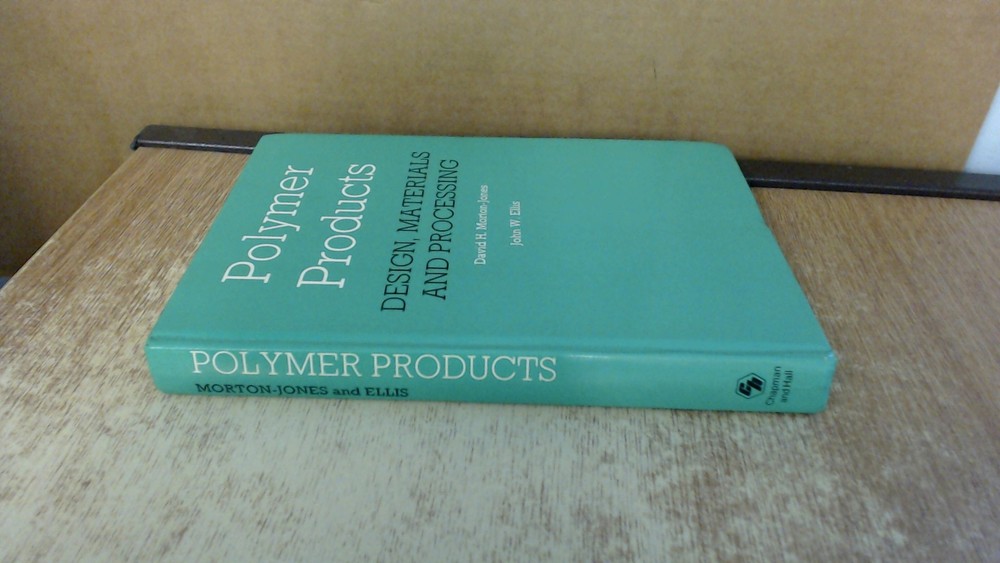 Polymer
Products
DESIGN, MATERIALS
AND PROCESSING
David H. Morton-Jones
John W. Ellis
POLYMER PRODUCTS
MORTON-JONES and ELLIS
CH
Chapman
and Hall